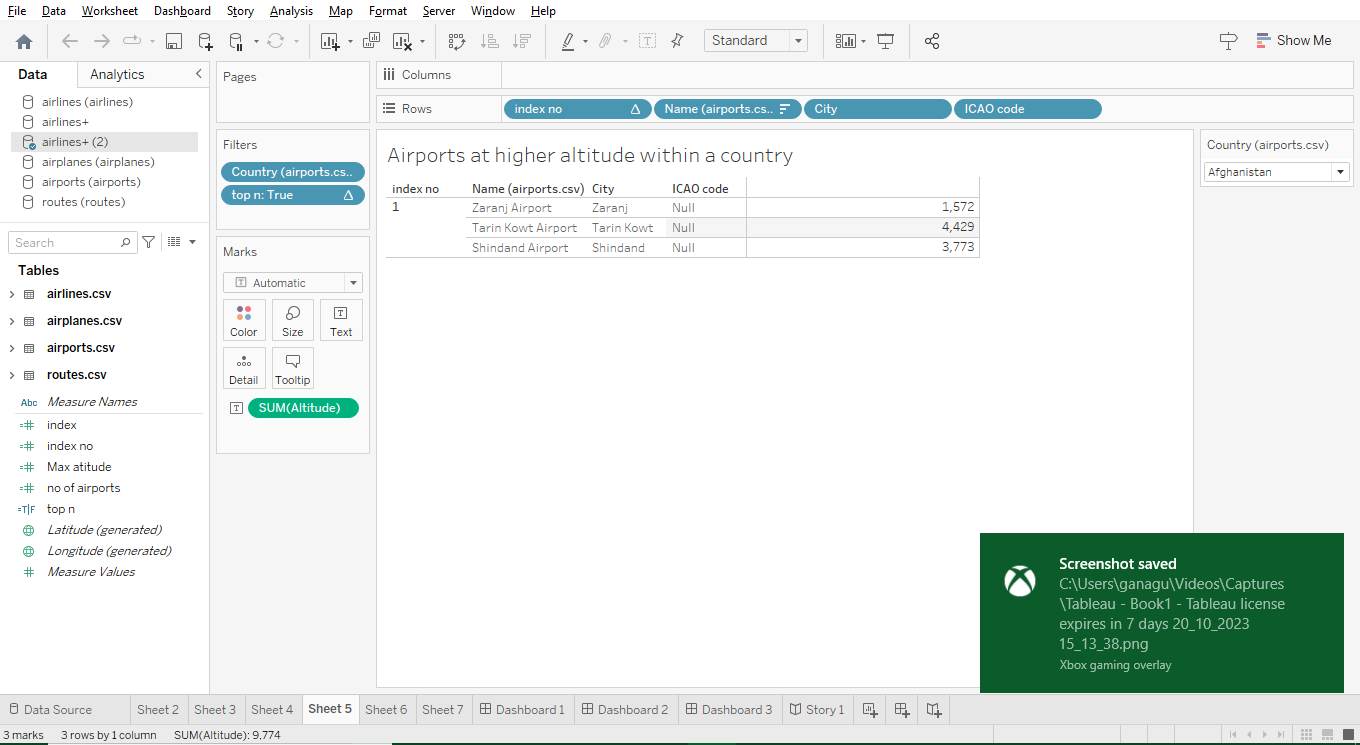 File Data Worksheet Dashboard Story Analysis Map Format Server Window Help
Standard
Show Me
Data Analytics
airlines (airlines)
airlines+
airlines+ (2)
airplanes (airplanes)
airports (airports)
routes (routes)
Search
Tables
airlines.csv
airplanes.csv
airports.csv
routes.csv
Abc Measure Names
index
index no
Max atitude
no of airports
T|F top n
Latitude (generated)
Longitude (generated)
Measure Values
Pages
Filters
Country (airports.cs..
top n: True
Marks
T Automatic
Color Size Text
Detail Tooltip
T SUM(Altitude)
Columns
Rows index no Name (airports.cs.. City ICAO code
Airports at higher altitude within a country
index no Name (airports.csv) City ICAO code
1 Zaranj Airport Zaranj Null 1,572
Tarin Kowt Airport Tarin Kowt Null 4,429
Shindand Airport Shindand Null 3,773
Country (airports.csv)
Afghanistan
Screenshot saved
C:\Users\ganagu\Videos\Captures
\Tableau - Book1 - Tableau license
expires in 7 days 20_10_2023
15_13_38.png
Xbox gaming overlay
Data Source Sheet 2 Sheet 3 Sheet 4 Sheet 5 Sheet 6 Sheet 7 Dashboard 1 Dashboard 2 Dashboard 3 Story 1
3 marks 3 rows by 1 column SUM(Altitude): 9,774